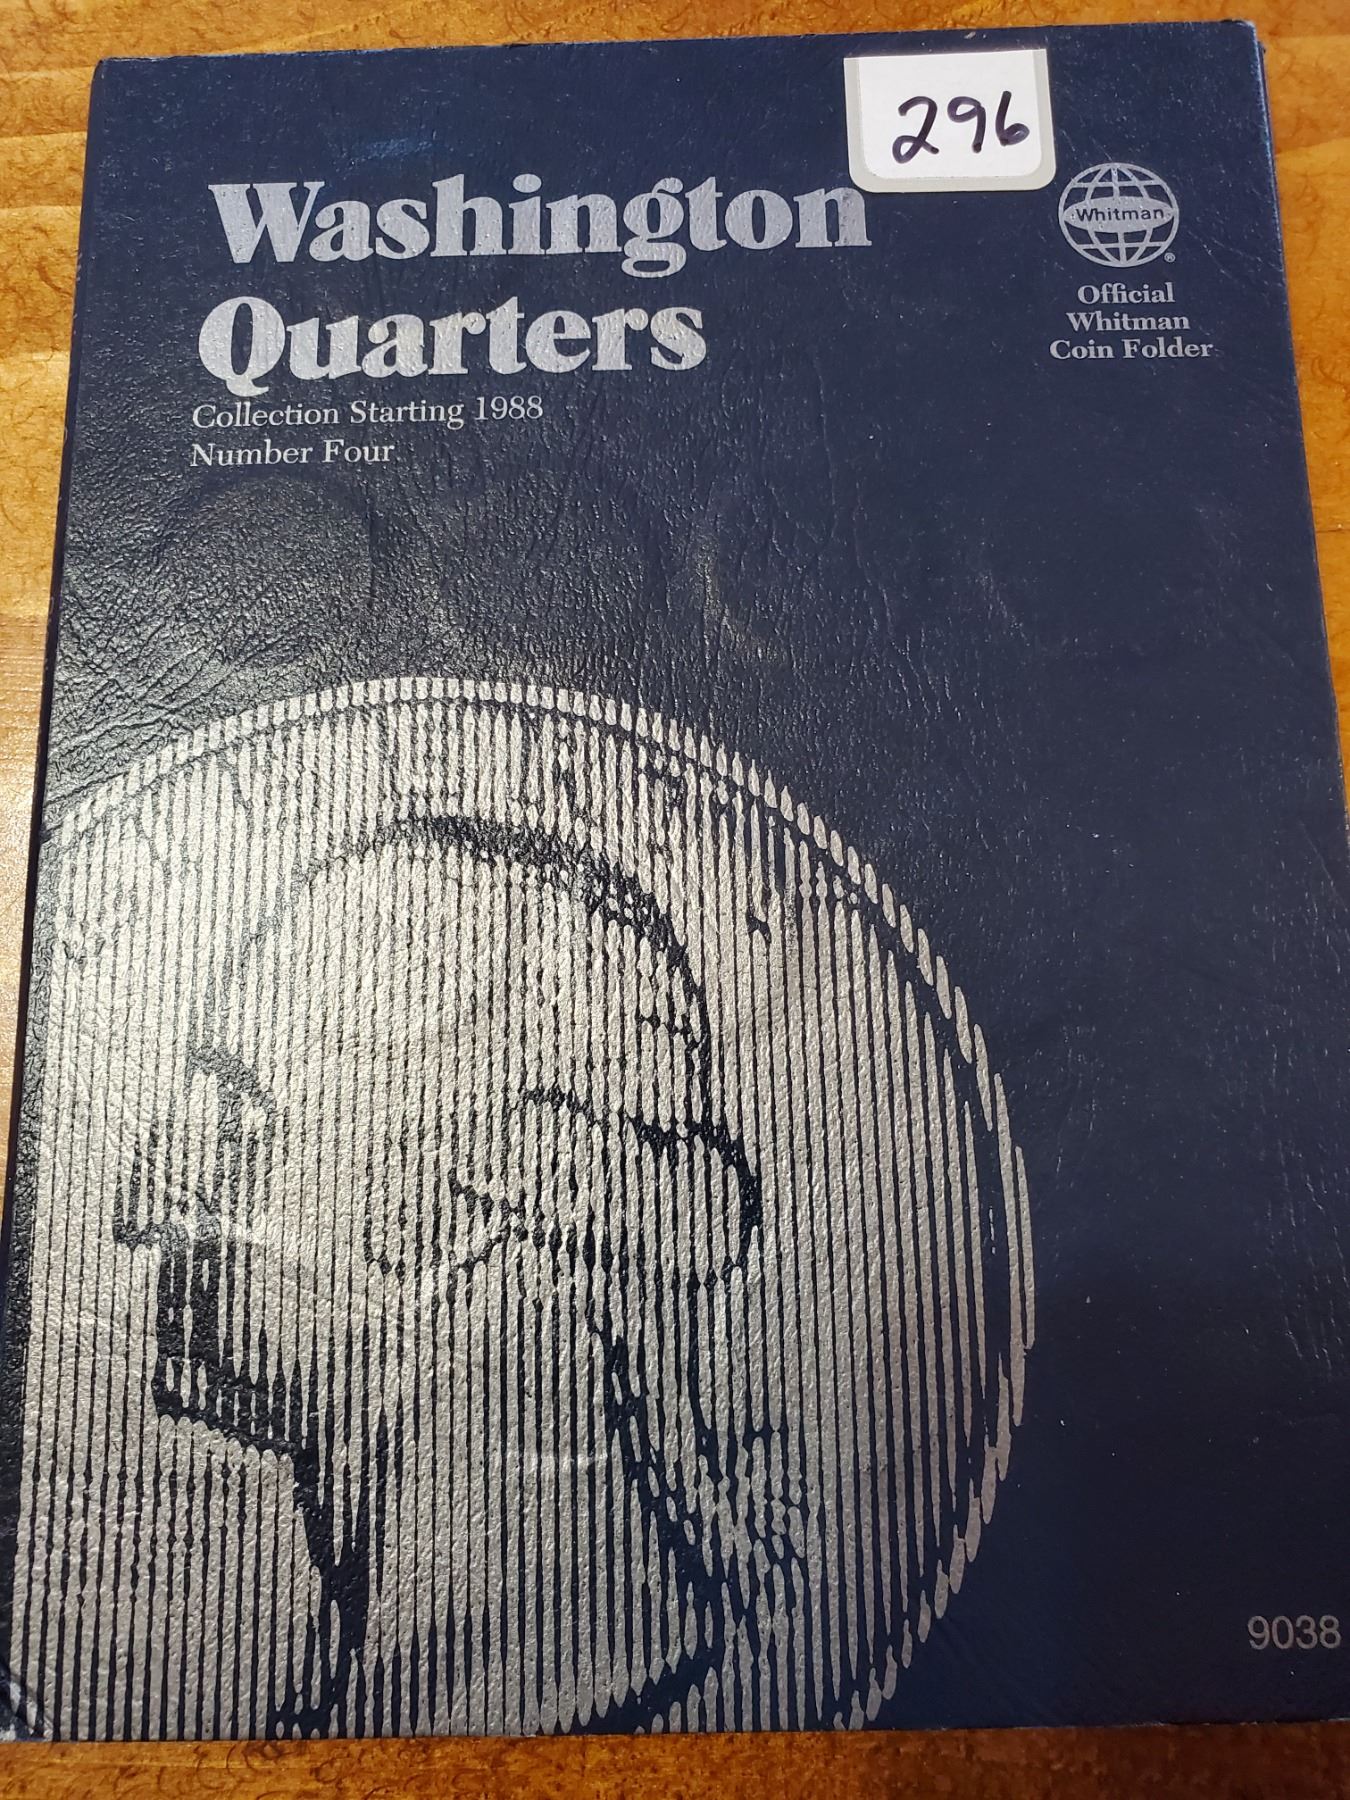 296
Washington
Quarters
Collection Starting 1988
Number Four
Whitman®
Official
Whitman
Coin Folder
9038